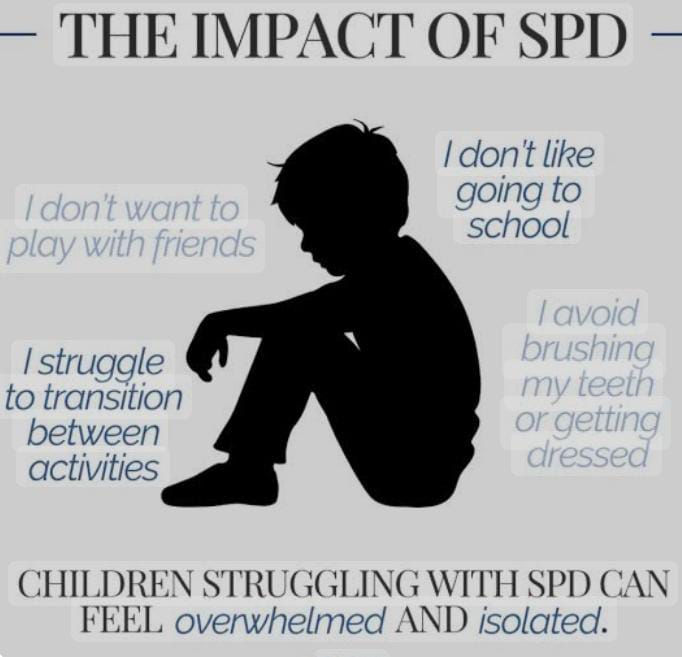 THE IMPACT OF SPD
I don't want to
play with friends
I don't like
going to
school
I struggle
to transition
between
activities
I avoid
brushing
my teeth
or getting
dressed
CHILDREN STRUGGLING WITH SPD CAN
FEEL overwhelmed AND isolated.